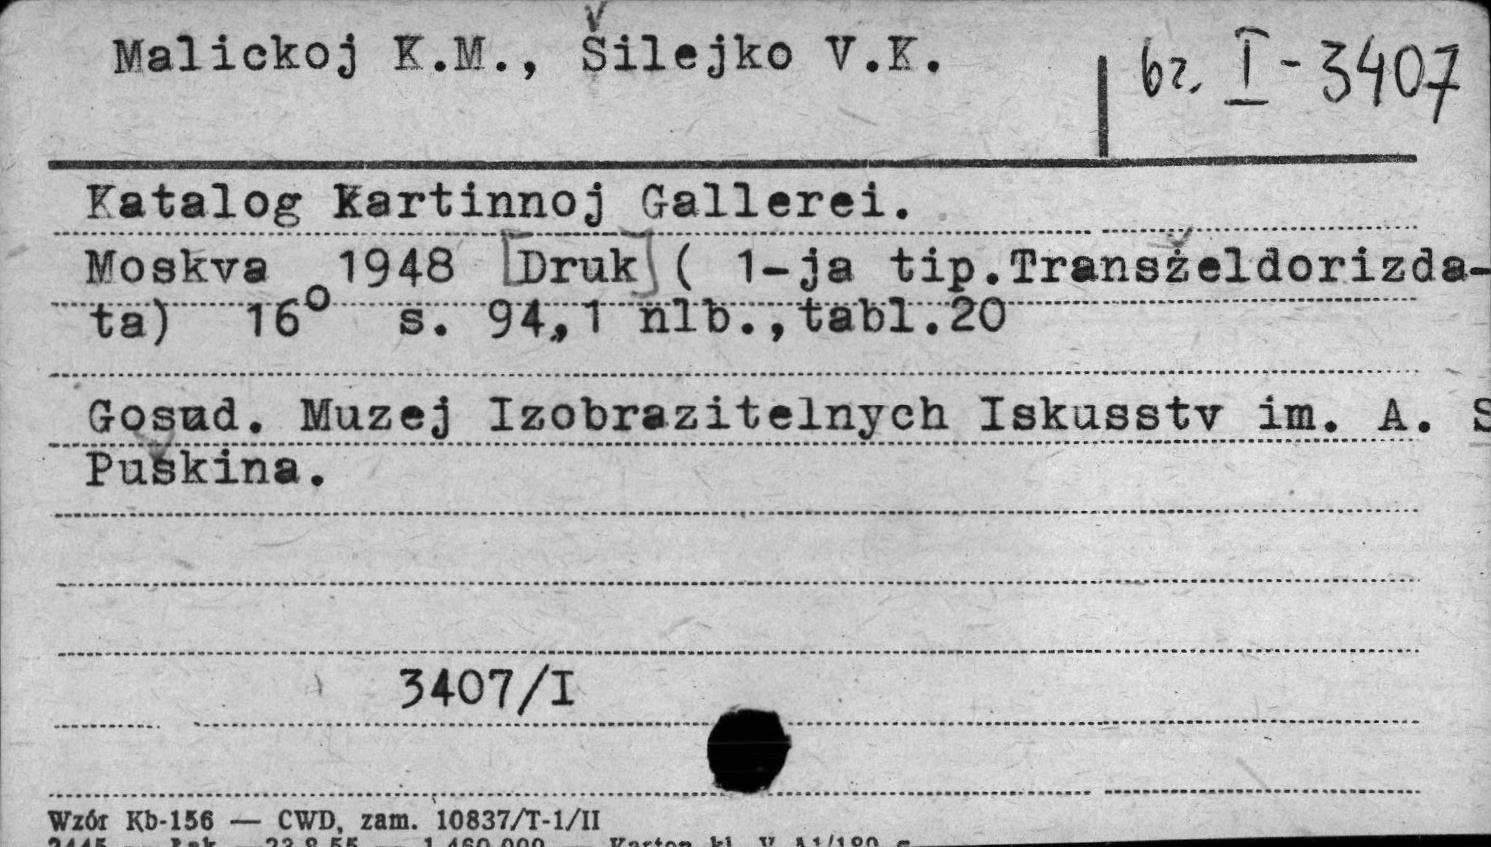 Malickoj K.M., Šilejko V.K.
bz. I-3407
Katalog Kartinnoj Gallerei.
Moskva 1948 [Druk] ( 1-ja tip.Transželdorizda-
ta) 16° s. 94,,1 nlb.,tabl.20
Gosud. Muzej Izobrazitelnych Iskusstv im. A. S
Puškina.
3407/I
Wzór Kb-156 — CWD, zam. 10837/T-1/II